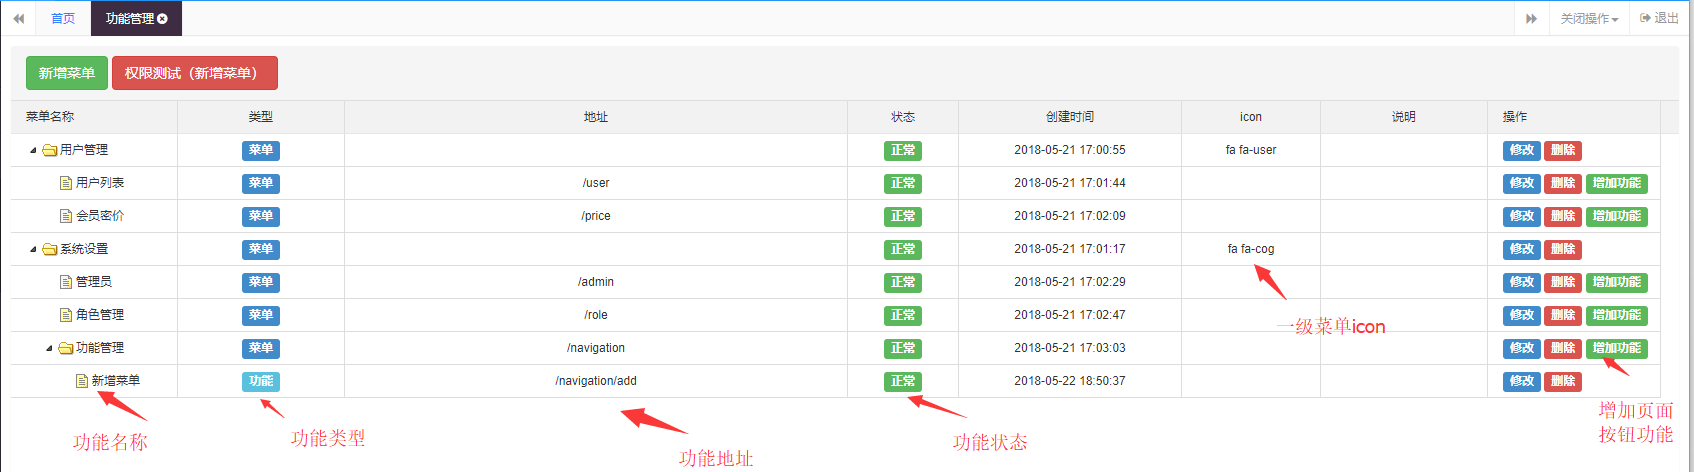 首页 功能管理 关闭操作 退出
新增菜单 权限测试（新增菜单）
菜单名称 类型 地址 状态 创建时间 icon 说明 操作
用户管理 菜单 正常 2018-05-21 17:00:55 fa fa-user 修改 删除
用户列表 菜单 /user 正常 2018-05-21 17:01:44 修改 删除 增加功能
会员密价 菜单 /price 正常 2018-05-21 17:02:09 修改 删除 增加功能
系统设置 菜单 正常 2018-05-21 17:01:17 fa fa-cog 修改 删除
管理员 菜单 /admin 正常 2018-05-21 17:02:29 修改 删除 增加功能
角色管理 菜单 /role 正常 2018-05-21 17:02:47 修改 删除 增加功能
一级菜单icon
功能管理 菜单 /navigation 正常 2018-05-21 17:03:03 修改 删除 增加功能
新增菜单 功能 /navigation/add 正常 2018-05-22 18:50:37 修改 删除
功能名称 功能类型 功能地址 功能状态
增加页面
按钮功能